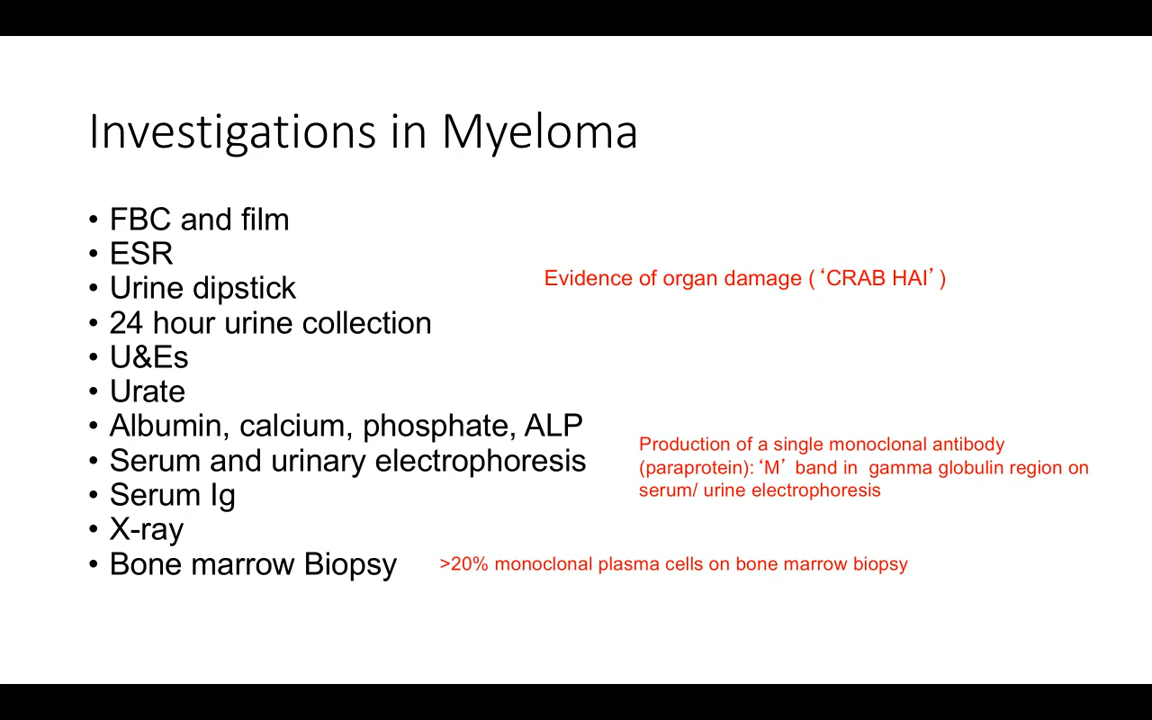 Investigations in Myeloma
• FBC and film
• ESR
Evidence of organ damage (‘CRAB HAI’)
• Urine dipstick
• 24 hour urine collection
• U&Es
• Urate
• Albumin, calcium, phosphate, ALP
• Serum and urinary electrophoresis
Production of a single monoclonal antibody
(paraprotein): ‘M’ band in gamma globulin region on
serum/ urine electrophoresis
• Serum Ig
• X-ray
• Bone marrow Biopsy
>20% monoclonal plasma cells on bone marrow biopsy